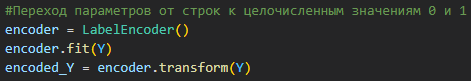 #Переход параметров от строк к целочисленным значениям 0 и 1
encoder = LabelEncoder()
encoder.fit(Y)
encoded_Y = encoder.transform(Y)